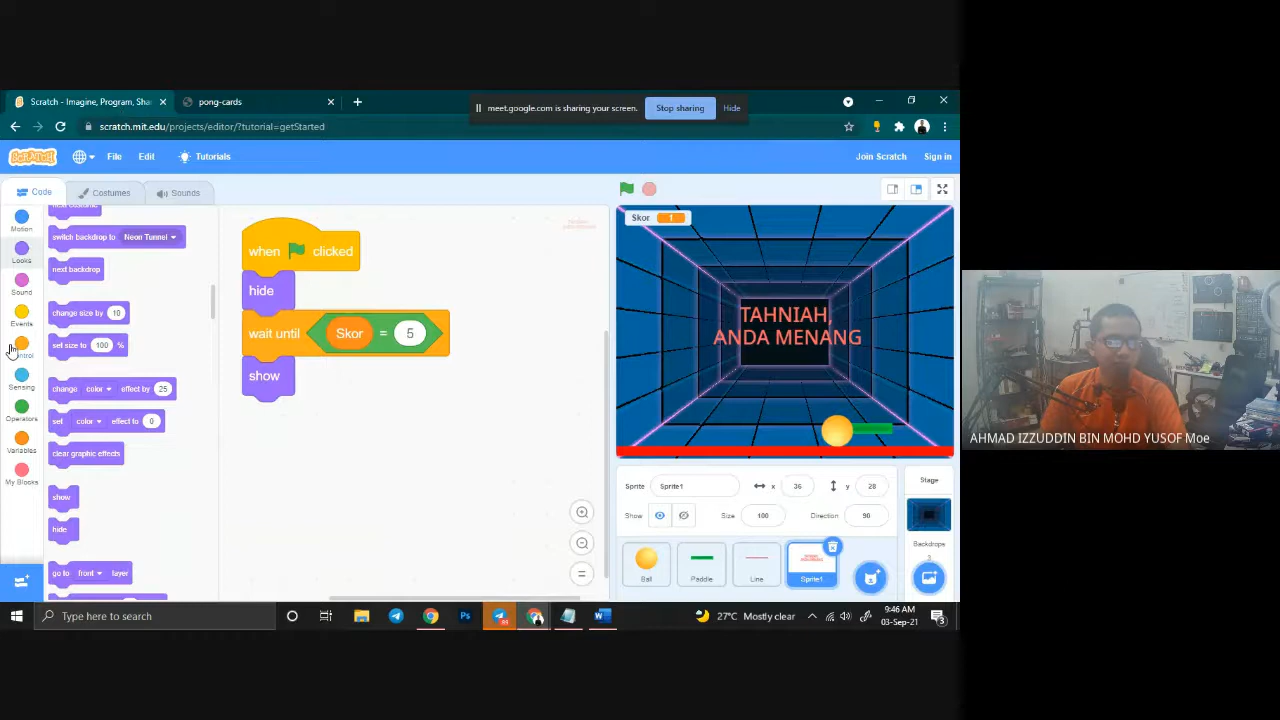 Scratch - Imagine, Program, Sha
pong-cards
meet.google.com is sharing your screen.
Stop sharing
Hide
scratch.mit.edu/projects/editor/?tutorial=getStarted
SCRATCH
File
Edit
Tutorials
Join Scratch
Sign in
Code
Costumes
Sounds
Motion
Looks
Sound
Events
Control
Sensing
Operators
Variables
My Blocks
next costume
switch backdrop to Neon Tunnel
next backdrop
change size by 10
set size to 100 %
change color effect by 25
set color effect to 0
clear graphic effects
show
hide
go to front layer
when clicked
hide
wait until Skor = 5
show
Skor 1
TAHNIAH,
ANDA MENANG
Sprite Sprite1 x 36 y 28
Show Size 100 Direction 90
Ball
Paddle
Line
Sprite1
Stage
Backdrops
3
AHMAD IZZUDDIN BIN MOHD YUSOF Moe
Type here to search
Ps
89
27°C Mostly clear
9:46 AM
03-Sep-21
3